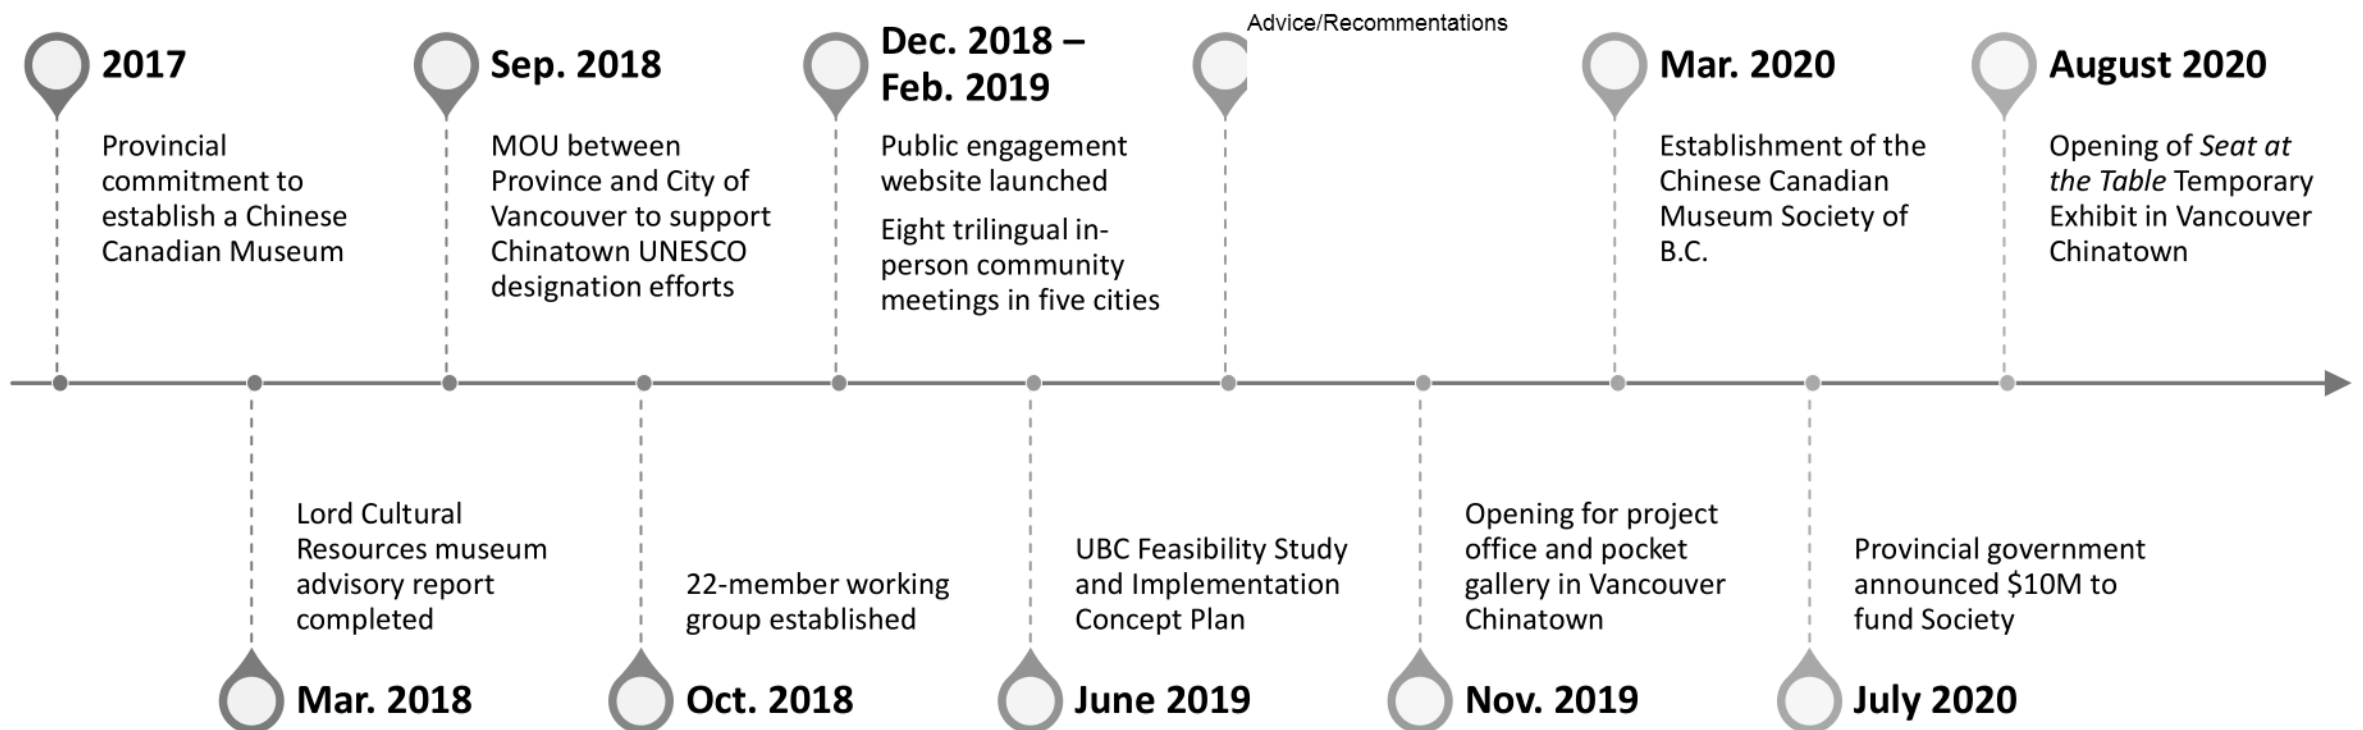 2017
Provincial
commitment to
establish a Chinese
Canadian Museum
Mar. 2018
Lord Cultural
Resources museum
advisory report
completed
Sep. 2018
MOU between
Province and City of
Vancouver to support
Chinatown UNESCO
designation efforts
Oct. 2018
22-member working
group established
Dec. 2018 –
Feb. 2019
Public engagement
website launched
Eight trilingual in-
person community
meetings in five cities
June 2019
UBC Feasibility Study
and Implementation
Concept Plan
Advice/Recommentations
Nov. 2019
Opening for project
office and pocket
gallery in Vancouver
Chinatown
Mar. 2020
Establishment of the
Chinese Canadian
Museum Society of
B.C.
July 2020
Provincial government
announced $10M to
fund Society
August 2020
Opening of Seat at
the Table Temporary
Exhibit in Vancouver
Chinatown